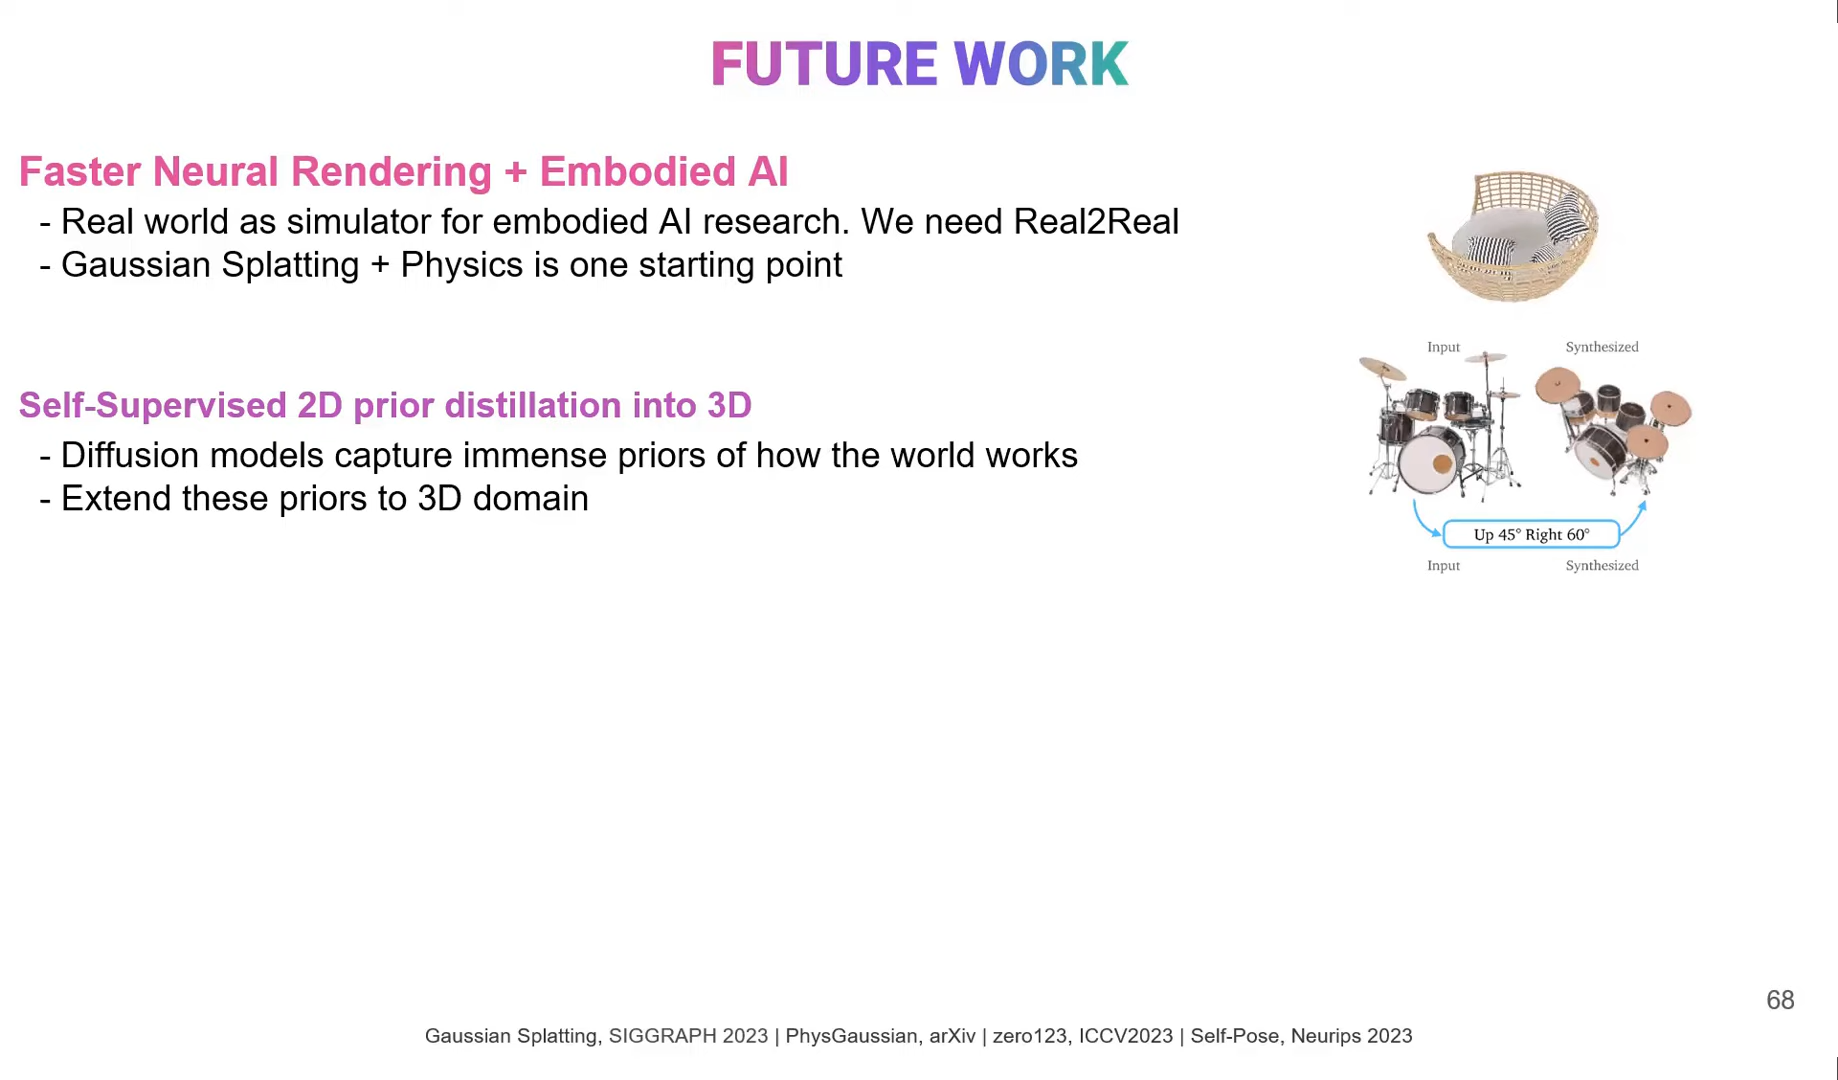 FUTURE WORK
Faster Neural Rendering + Embodied AI
- Real world as simulator for embodied AI research. We need Real2Real
- Gaussian Splatting + Physics is one starting point
Self-Supervised 2D prior distillation into 3D
- Diffusion models capture immense priors of how the world works
- Extend these priors to 3D domain
Input Synthesized
Up 45° Right 60°
Input Synthesized
68
Gaussian Splatting, SIGGRAPH 2023 | PhysGaussian, arXiv | zero123, ICCV2023 | Self-Pose, Neurips 2023